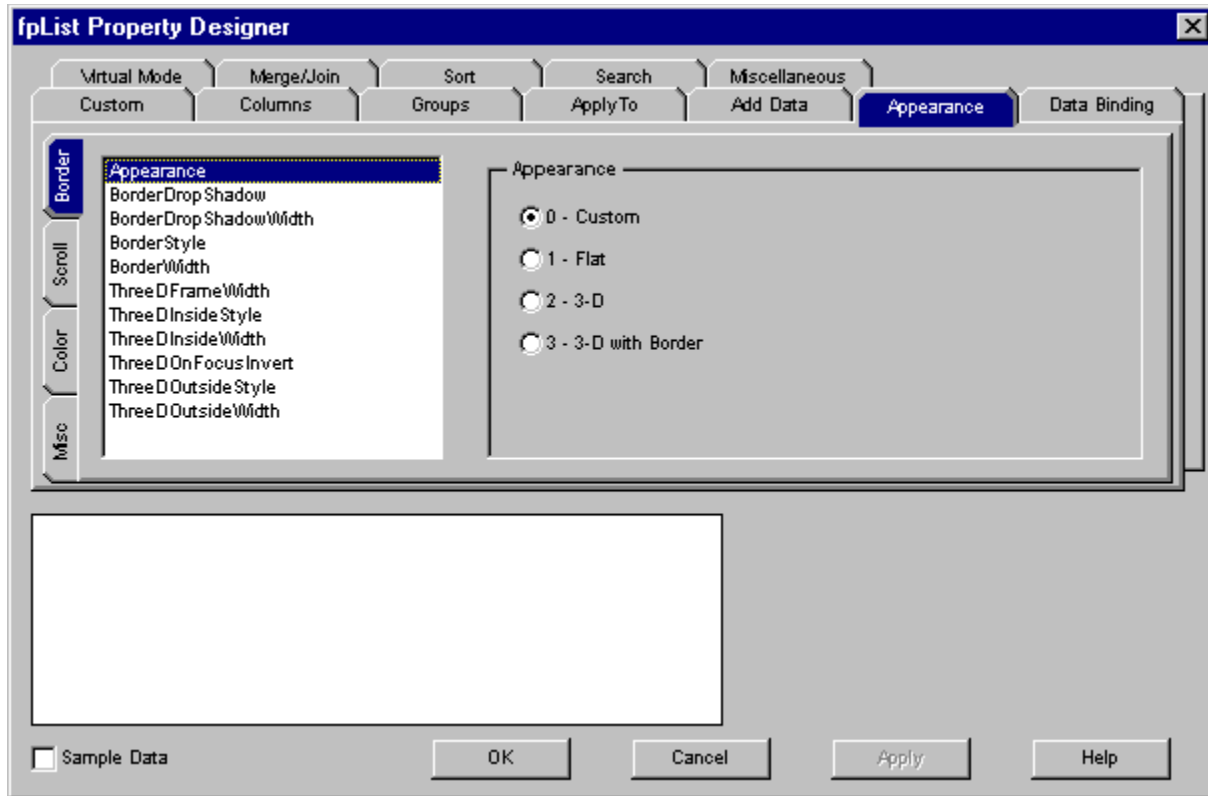 fpList Property Designer
Virtual Mode Merge/Join Sort Search Miscellaneous
Custom Columns Groups ApplyTo Add Data Appearance Data Binding
Border
Scroll
Color
Misc
Appearance
BorderDropShadow
BorderDropShadowWidth
BorderStyle
BorderWidth
ThreeDFrameWidth
ThreeDInsideStyle
ThreeDInsideWidth
ThreeDOnFocusInvert
ThreeDOutsideStyle
ThreeDOutsideWidth
Appearance
0 - Custom
1 - Flat
2 - 3-D
3 - 3-D with Border
Sample Data OK Cancel Apply Help